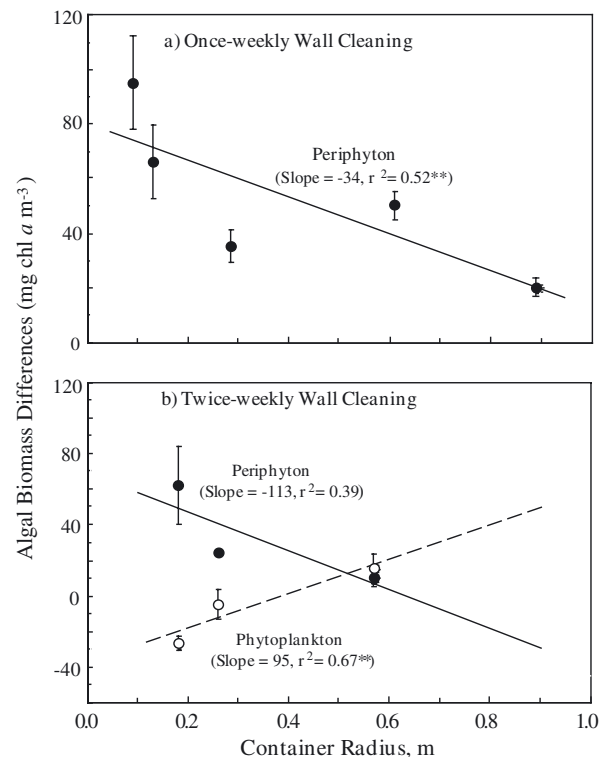 120
a) Once-weekly Wall Cleaning
80
Periphyton
(Slope = -34, r²= 0.52**)
40
0
120
b) Twice-weekly Wall Cleaning
80
Periphyton
(Slope = -113, r²= 0.39)
40
0
Phytoplankton
(Slope = 95, r²= 0.67**)
-40
0.0 0.2 0.4 0.6 0.8 1.0
Container Radius, m
Algal Biomass Differences (mg chl a m-3)